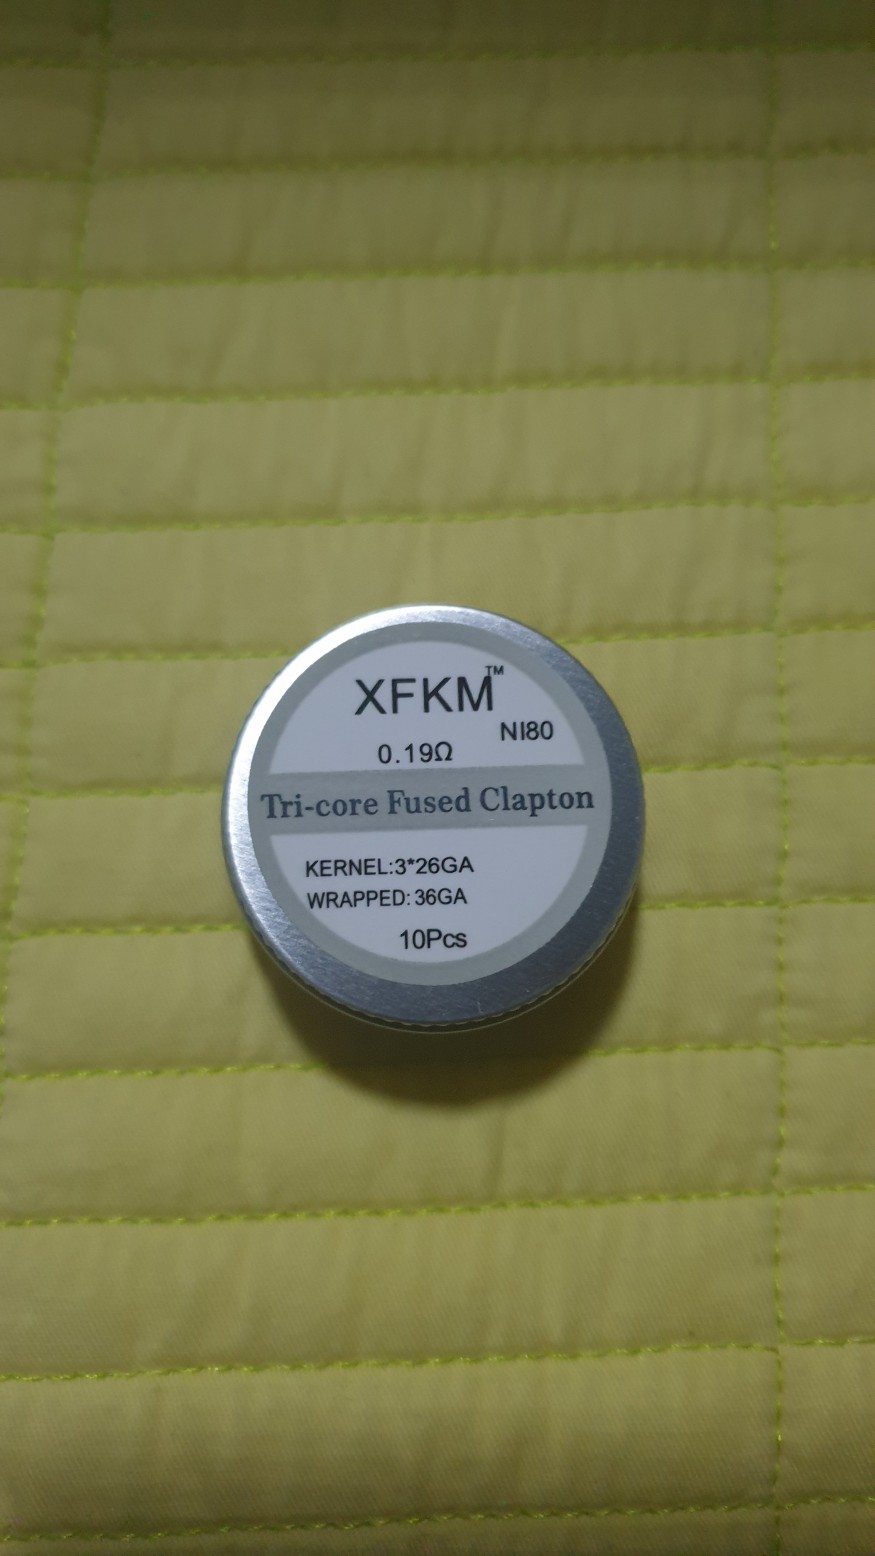 XFKM™
NI80
0.19Ω
Tri-core Fused Clapton
KERNEL:3*26GA
WRAPPED:36GA
10Pcs